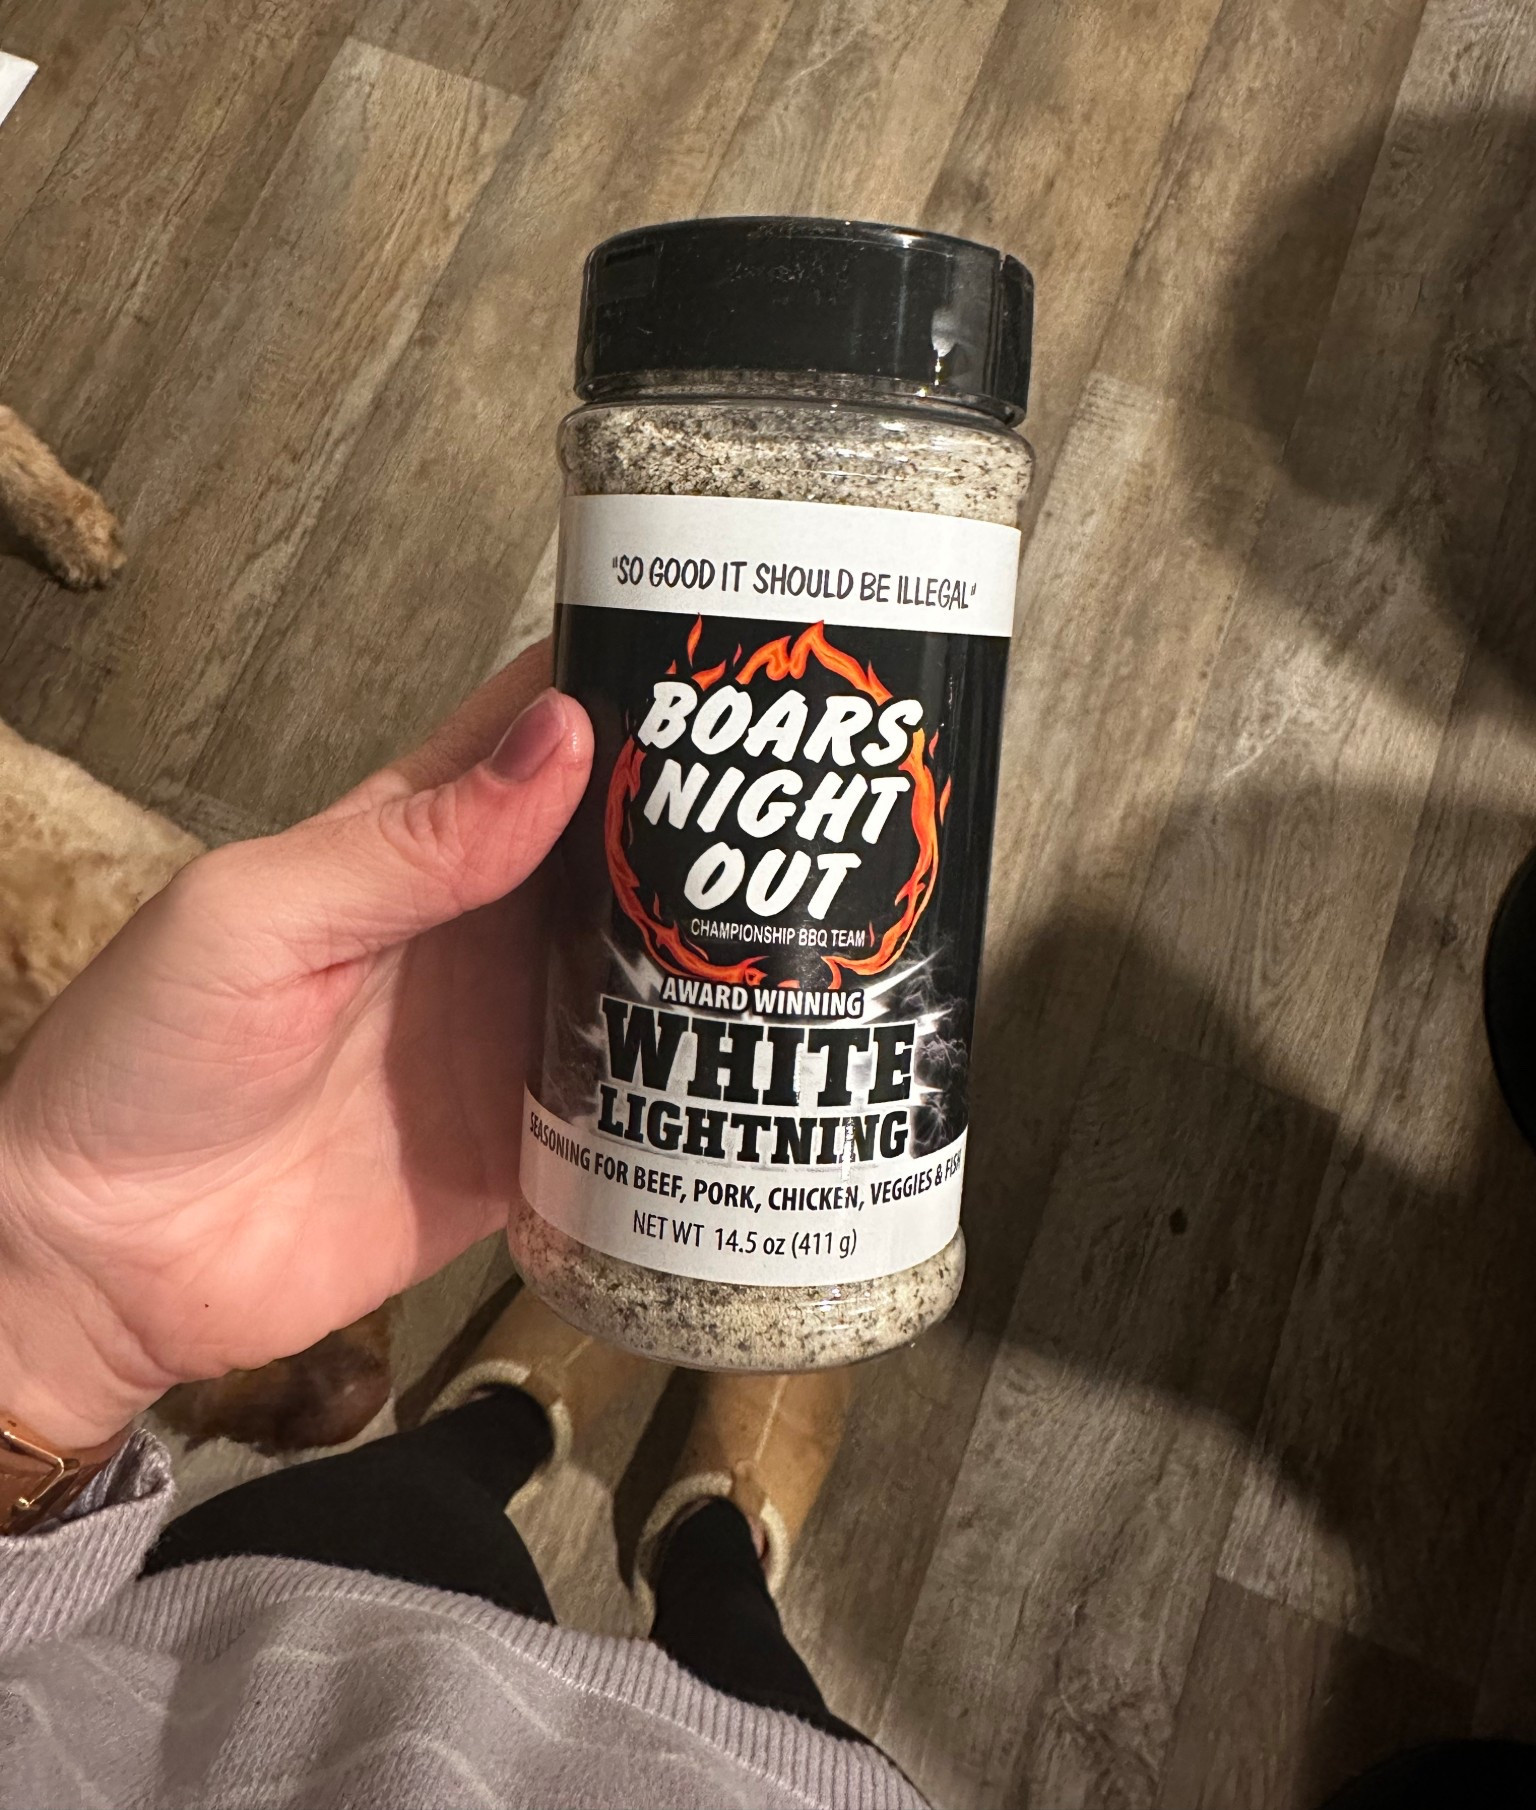 "SO GOOD IT SHOULD BE ILLEGAL"
BOARS
NIGHT
OUT
CHAMPIONSHIP BBQ TEAM
AWARD WINNING
WHITE
LIGHTNING
SEASONING FOR BEEF, PORK, CHICKEN, VEGGIES & FISH
NET WT 14.5 oz (411 g)